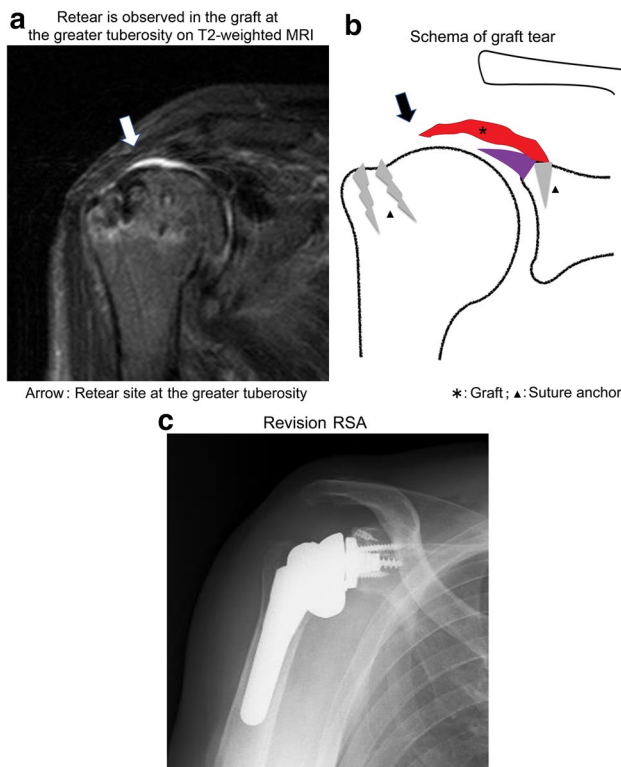 a
Retear is observed in the graft at
the greater tuberosity on T2-weighted MRI
Arrow: Retear site at the greater tuberosity
b
Schema of graft tear
*
▲
▲
*: Graft; ▲: Suture anchor
c
Revision RSA